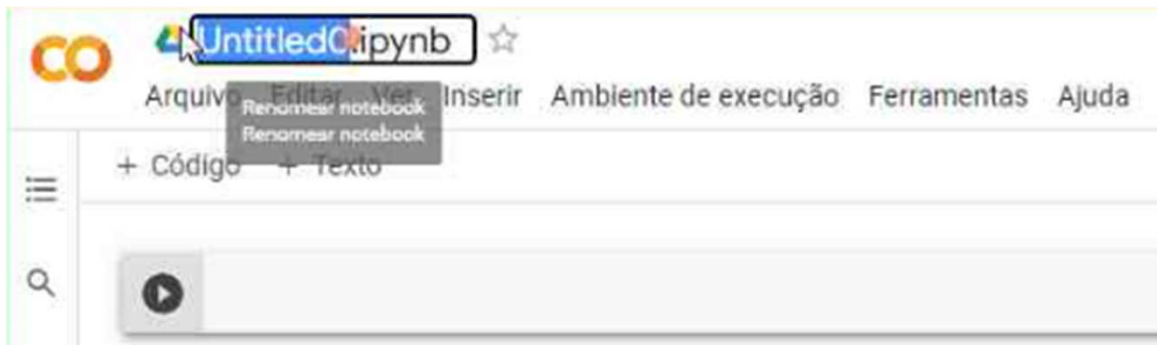 CO
Untitled0.ipynb
Arquivo Editar Ver Inserir Ambiente de execução Ferramentas Ajuda
Renomear notebook
Renomear notebook
+ Código + Texto